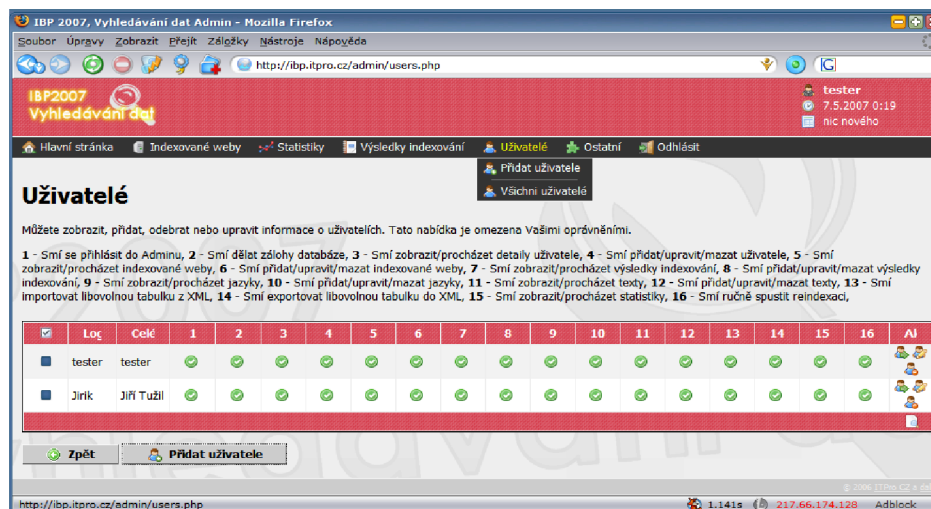 IBP 2007, Vyhledávání dat Admin - Mozilla Firefox
Soubor Úpravy Zobrazit Přejít Záložky Nástroje Nápověda
http://ibp.itpro.cz/admin/users.php
IBP2007
Vyhledávání dat
tester
7.5.2007 0:19
nic nového
Hlavní stránka Indexované weby Statistiky Výsledky indexování Uživatelé Ostatní Odhlásit
Přidat uživatele
Všichni uživatelé
Uživatelé
Můžete zobrazit, přidat, odebrat nebo upravit informace o uživatelích. Tato nabídka je omezena Vašimi oprávněními.
1 - Smí se přihlásit do Adminu, 2 - Smí dělat zálohy databáze, 3 - Smí zobrazit/procházet detaily uživatele, 4 - Smí přidat/upravit/mazat uživatele, 5 - Smí
zobrazit/procházet indexované weby, 6 - Smí přidat/upravit/mazat indexované weby, 7 - Smí zobrazit/procházet výsledky indexování, 8 - Smí přidat/upravit/mazat výsledky
indexování, 9 - Smí zobrazit/procházet jazyky, 10 - Smí přidat/upravit/mazat jazyky, 11 - Smí zobrazit/procházet texty, 12 - Smí přidat/upravit/mazat texty, 13 - Smí
importovat libovolnou tabulku z XML, 14 - Smí exportovat libovolnou tabulku do XML, 15 - Smí zobrazit/procházet statistiky, 16 - Smí ručně spustit reindexaci,
Log Celé 1 2 3 4 5 6 7 8 9 10 11 12 13 14 15 16
tester tester
Jirik Jiří Tužil
Zpět Přidat uživatele
© 2006 ITPro CZ a
http://ibp.itpro.cz/admin/users.php 1.141s 217.66.174.128 Adblock